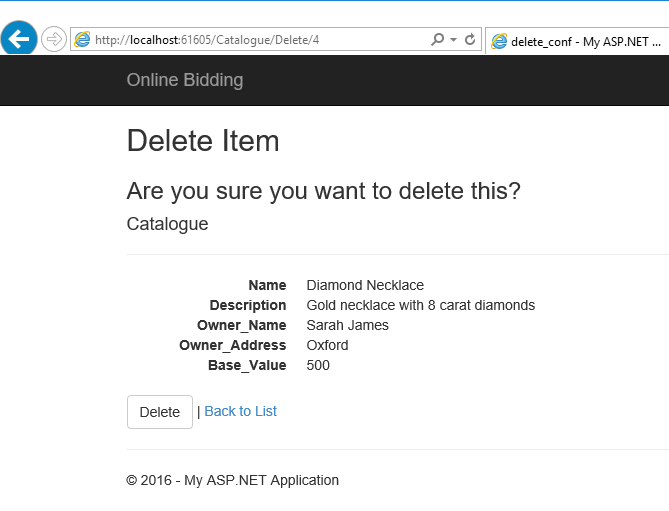 http://localhost:61605/Catalogue/Delete/4
delete_conf - My ASP.NET ...
Online Bidding
Delete Item
Are you sure you want to delete this?
Catalogue
Name Diamond Necklace
Description Gold necklace with 8 carat diamonds
Owner_Name Sarah James
Owner_Address Oxford
Base_Value 500
Delete | Back to List
© 2016 - My ASP.NET Application